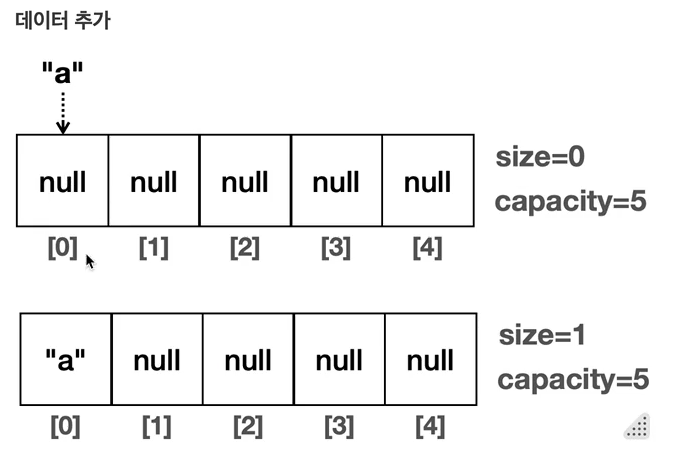 데이터 추가
"a"
null null null null null
size=0
capacity=5
[0] [1] [2] [3] [4]
"a" null null null null
size=1
capacity=5
[0] [1] [2] [3] [4]